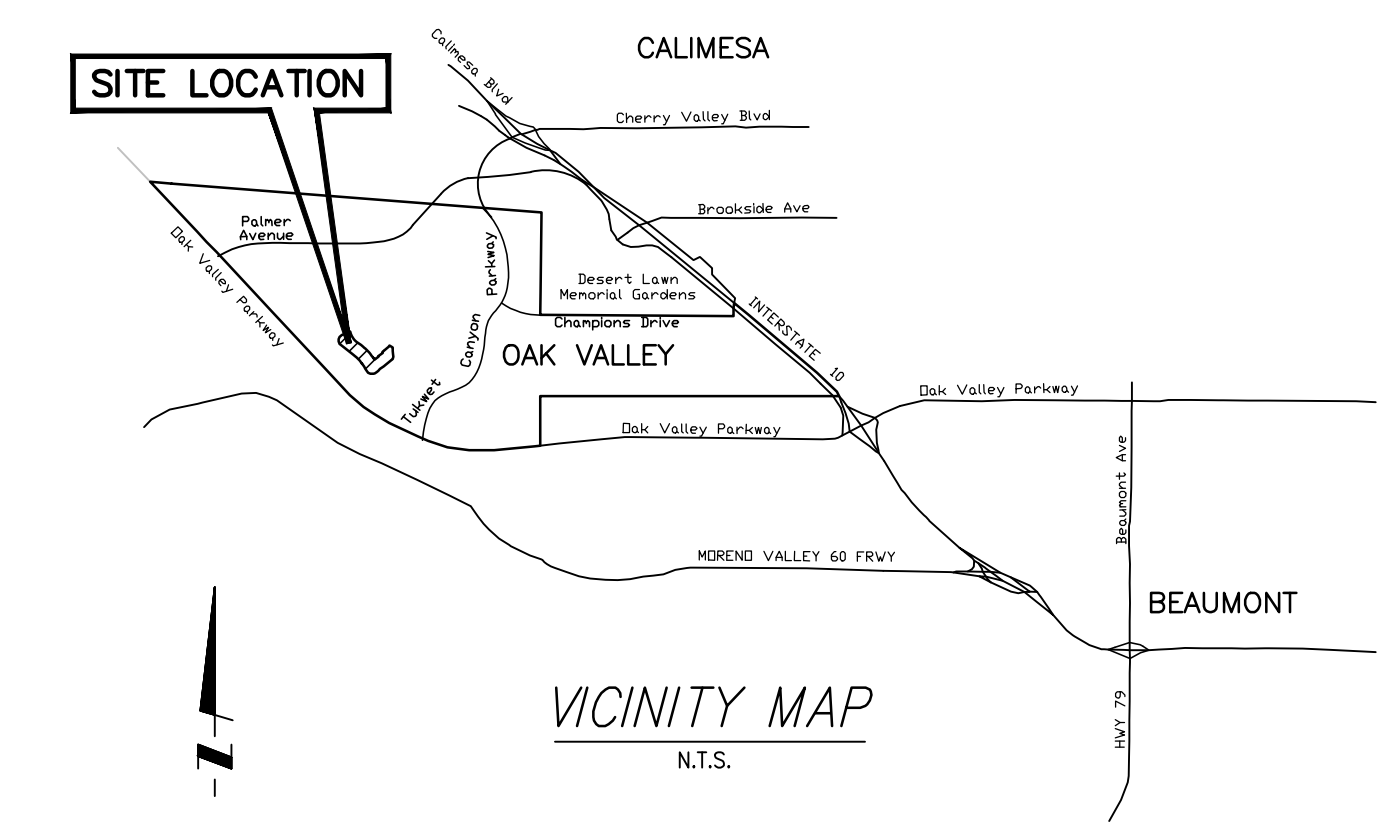 CALIMESA
Calimesa Blvd
SITE LOCATION
Cherry Valley Blvd
Brookside Ave
Palmer
Avenue
Oak Valley Parkway
Tukwet Canyon Parkway
Desert Lawn
Memorial Gardens
Champions Drive
INTERSTATE 10
OAK VALLEY
Oak Valley Parkway
Oak Valley Parkway
Beaumont Ave
MORENO VALLEY 60 FRWY
BEAUMONT
HWY 79
VICINITY MAP
N.T.S.
N